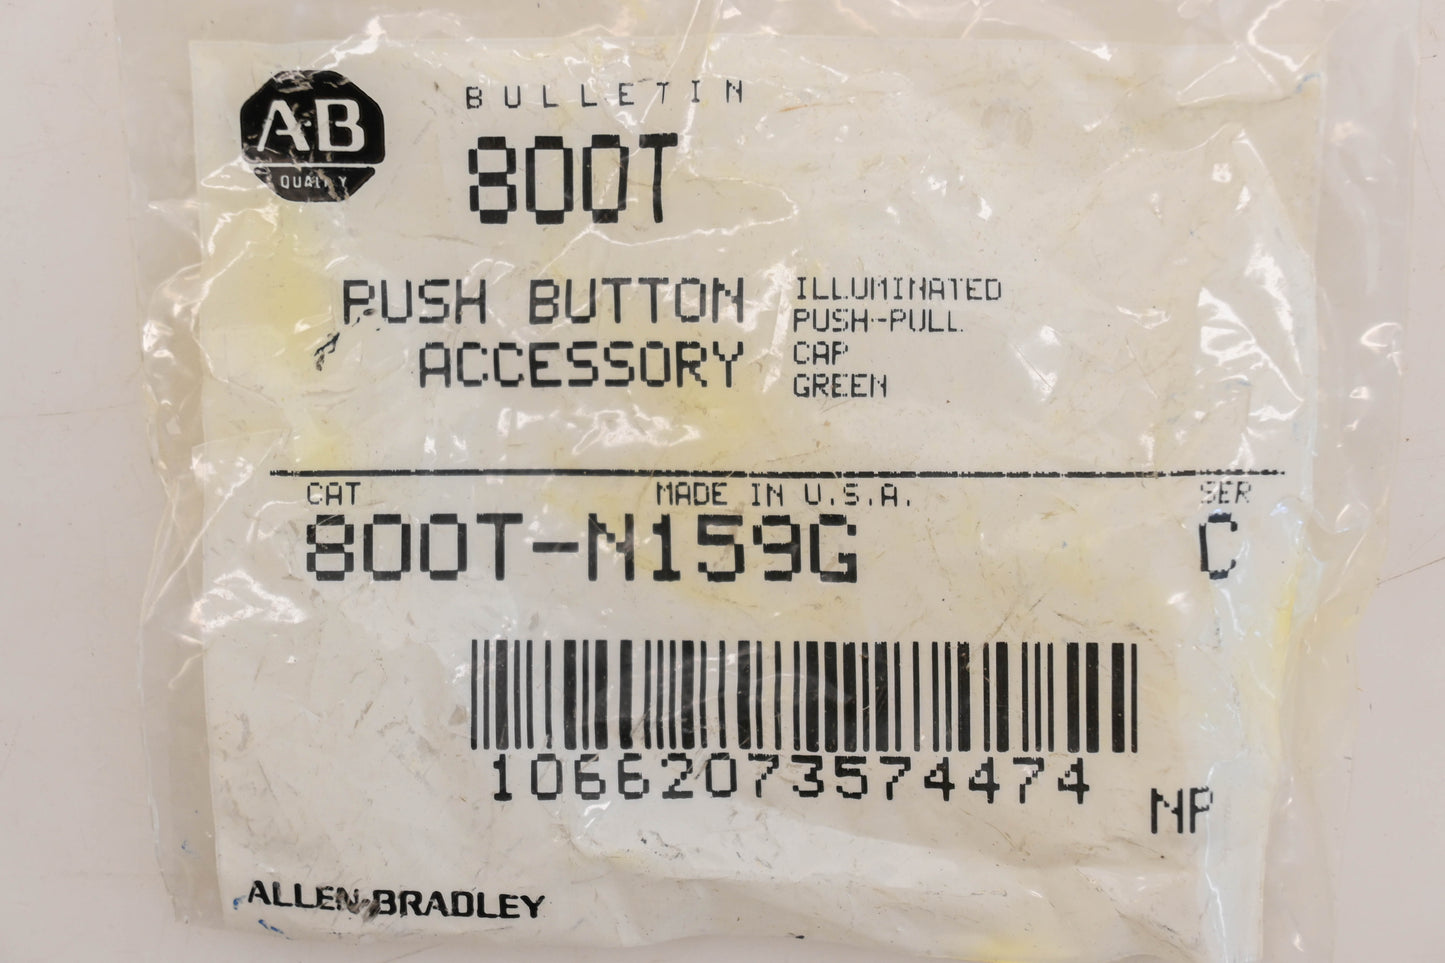 AB
QUALITY
BULLETIN
800T
PUSH BUTTON
ACCESSORY
ILLUMINATED
PUSH-PULL
CAP
GREEN
CAT
MADE IN U.S.A.
SER
800T-N159G
C
10662073574474
NP
ALLEN-BRADLEY